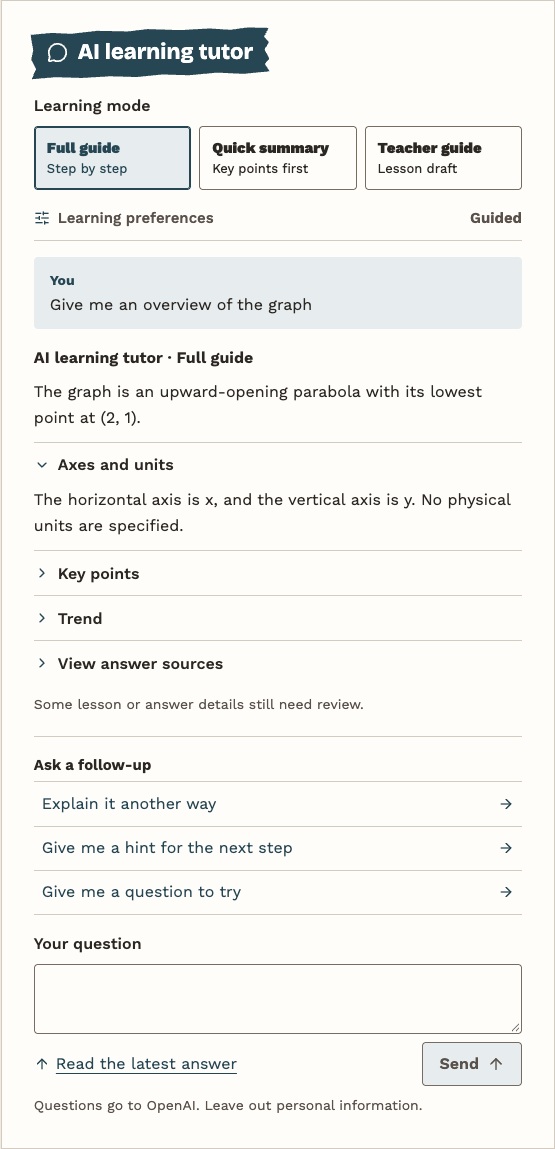 AI learning tutor
Learning mode
Full guide
Step by step
Quick summary
Key points first
Teacher guide
Lesson draft
Learning preferences
Guided
You
Give me an overview of the graph
AI learning tutor · Full guide
The graph is an upward-opening parabola with its lowest
point at (2, 1).
Axes and units
The horizontal axis is x, and the vertical axis is y. No physical
units are specified.
Key points
Trend
View answer sources
Some lesson or answer details still need review.
Ask a follow-up
Explain it another way
Give me a hint for the next step
Give me a question to try
Your question
Read the latest answer
Send
Questions go to OpenAI. Leave out personal information.